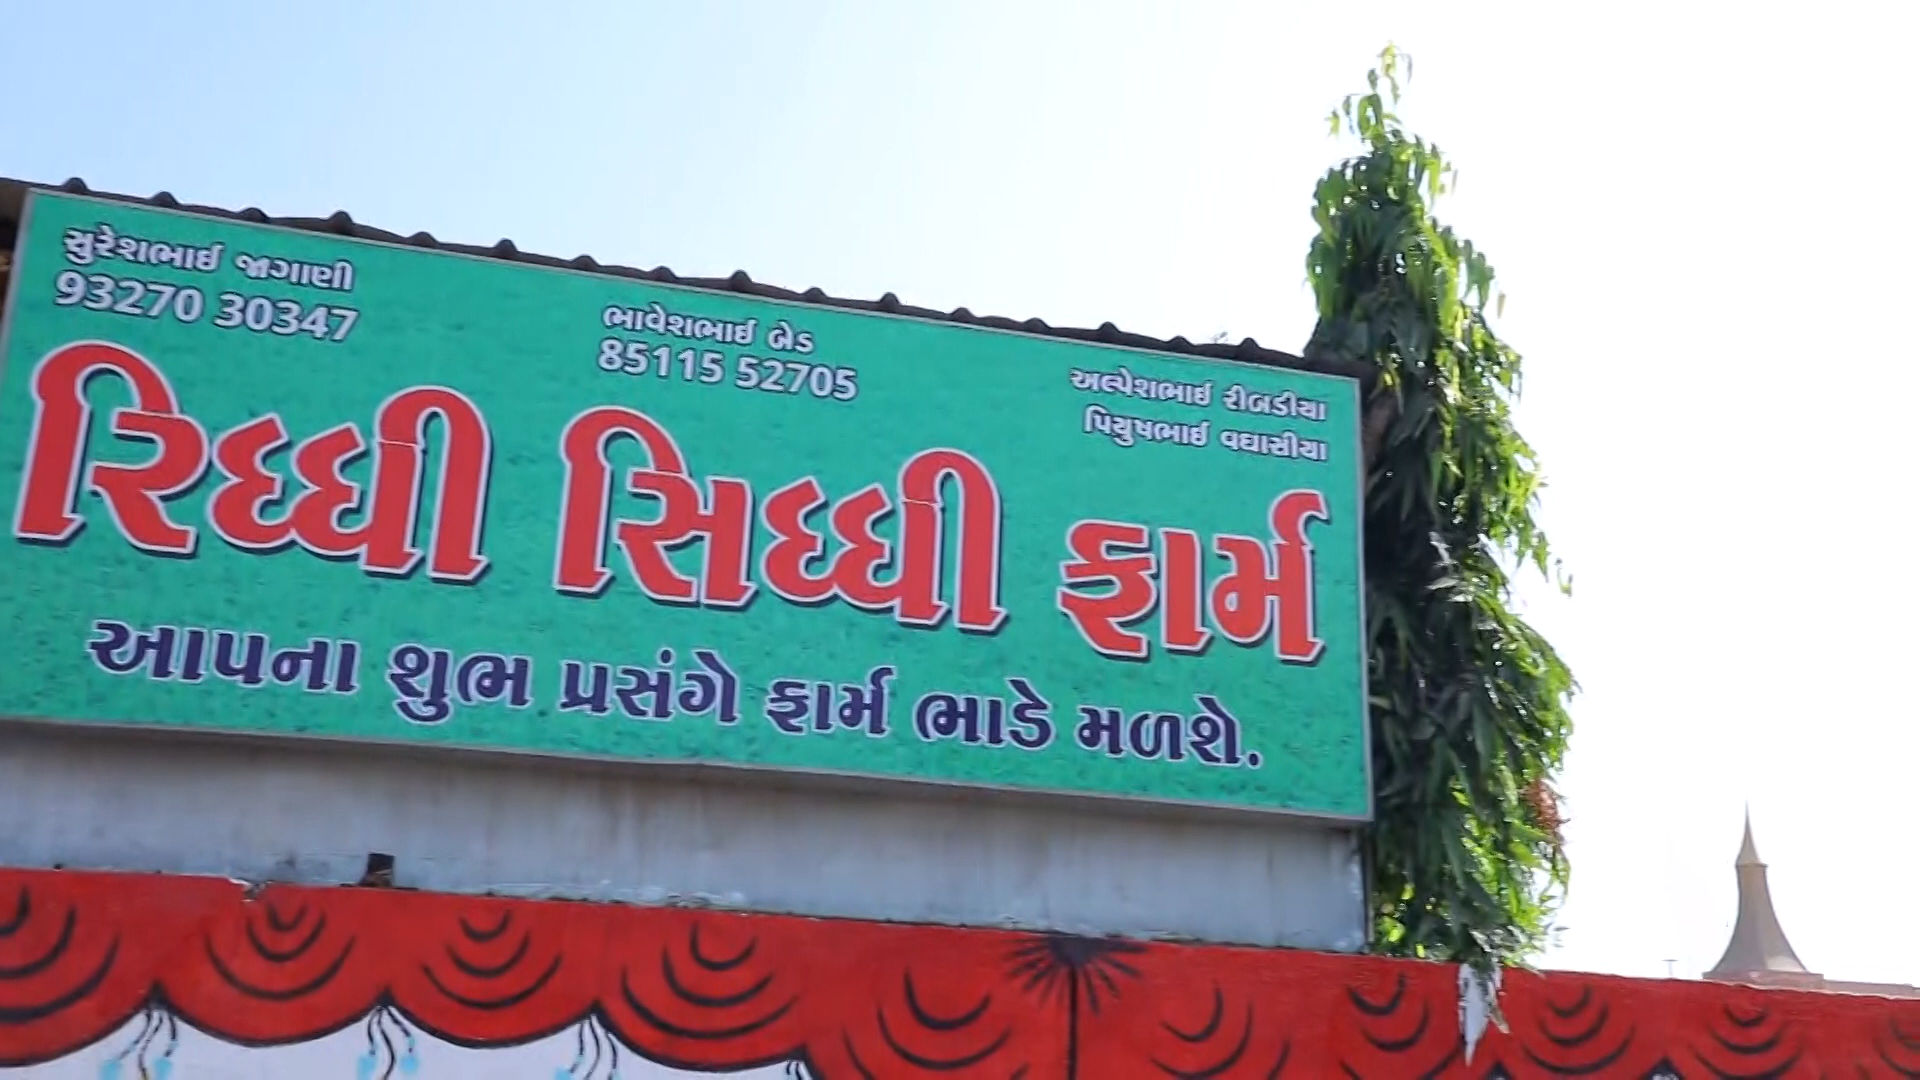 સુરેશભાઈ જાગાણી
93270 30347
ભાવેશભાઈ બેડ
85115 52705
અલ્પેશભાઈ રીબડીયા
પિયુષભાઈ વઘાસીયા
રિધ્ધી સિધ્ધી ફાર્મ
આપના શુભ પ્રસંગે ફાર્મ ભાડે મળશે.